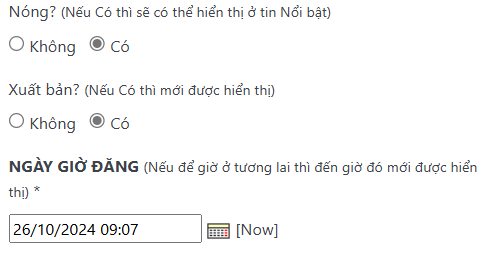 Nóng? (Nếu Có thì sẽ có thể hiển thị ở tin Nổi bật)
Không Có
Xuất bản? (Nếu Có thì mới được hiển thị)
Không Có
NGÀY GIỜ ĐĂNG (Nếu để giờ ở tương lai thì đến giờ đó mới được hiển
thị) *
26/10/2024 09:07 [Now]